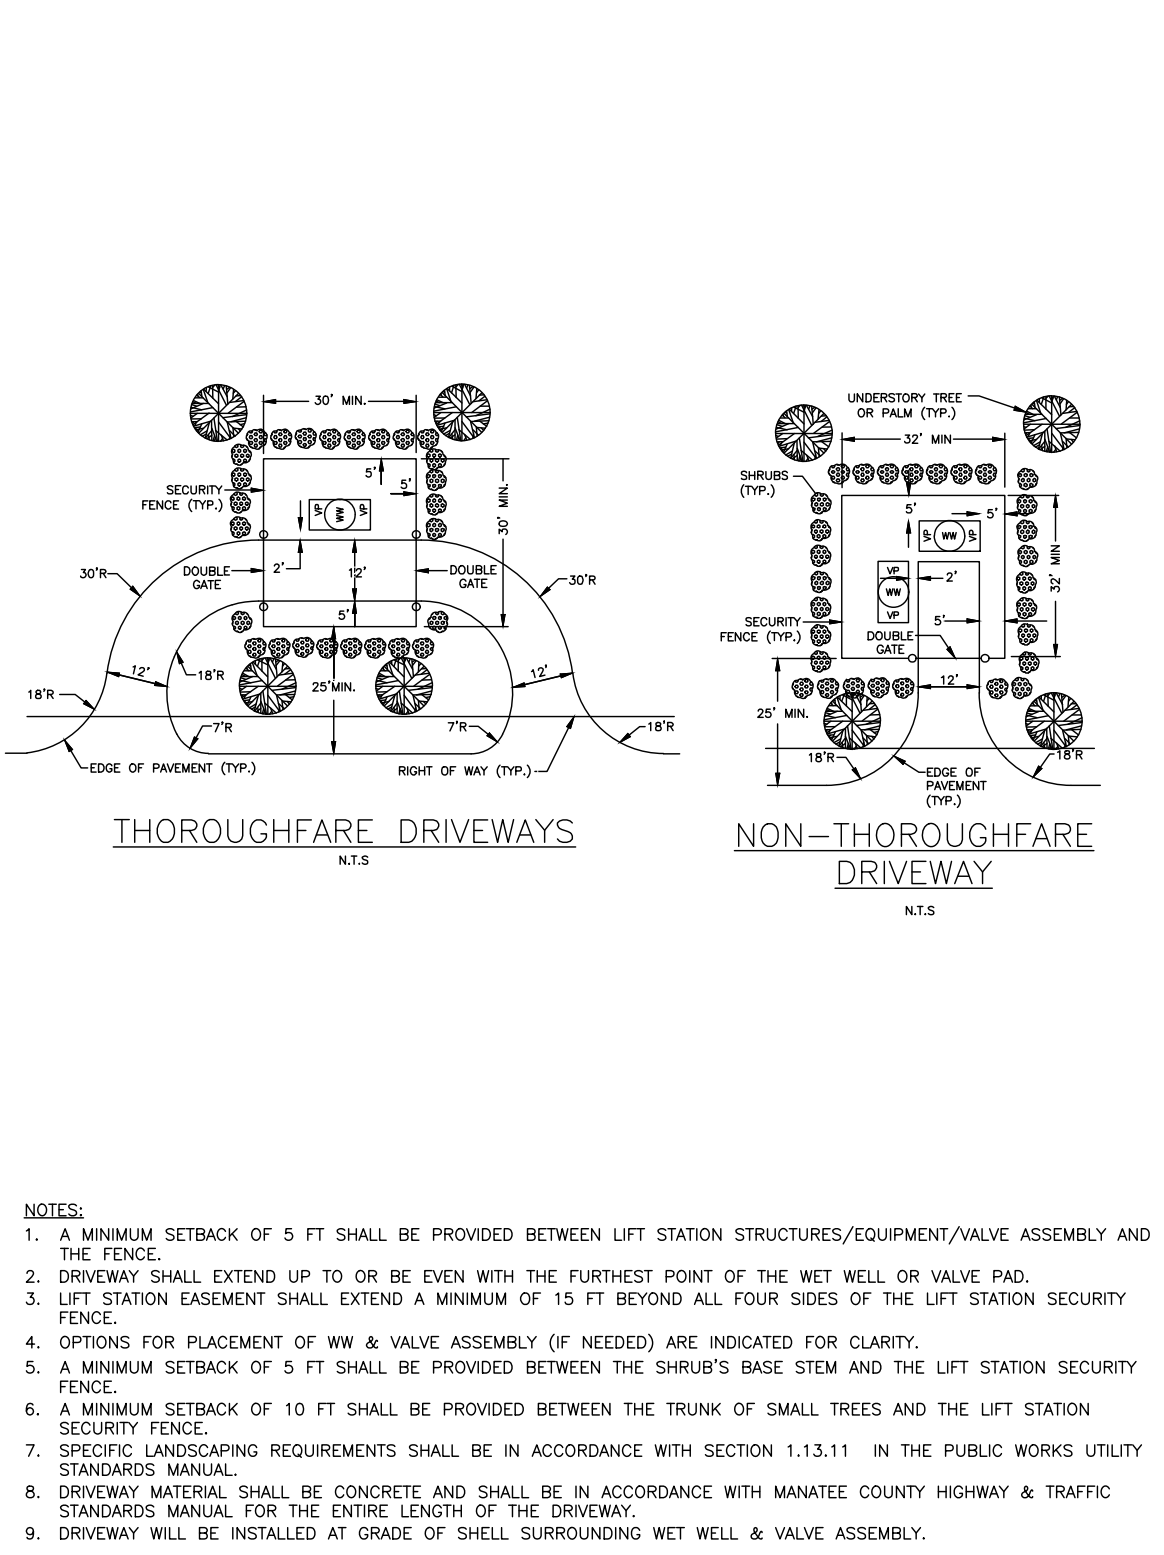 30' MIN.
5'
5'
SECURITY
FENCE (TYP.)
VP
WW
VP
30' MIN.
30'R
DOUBLE
GATE
2'
12'
DOUBLE
GATE
30'R
5'
12'
18'R
25'MIN.
12'
18'R
7'R
7'R
18'R
EDGE OF PAVEMENT (TYP.)
RIGHT OF WAY (TYP.)
THOROUGHFARE DRIVEWAYS
N.T.S
UNDERSTORY TREE
OR PALM (TYP.)
32' MIN
SHRUBS
(TYP.)
5'
5'
VP
WW
VP
VP
WW
VP
2'
32' MIN
5'
SECURITY
FENCE (TYP.)
DOUBLE
GATE
12'
25' MIN.
18'R
18'R
EDGE OF
PAVEMENT
(TYP.)
NON-THOROUGHFARE
DRIVEWAY
N.T.S
NOTES:
1. A MINIMUM SETBACK OF 5 FT SHALL BE PROVIDED BETWEEN LIFT STATION STRUCTURES/EQUIPMENT/VALVE ASSEMBLY AND
THE FENCE.
2. DRIVEWAY SHALL EXTEND UP TO OR BE EVEN WITH THE FURTHEST POINT OF THE WET WELL OR VALVE PAD.
3. LIFT STATION EASEMENT SHALL EXTEND A MINIMUM OF 15 FT BEYOND ALL FOUR SIDES OF THE LIFT STATION SECURITY
FENCE.
4. OPTIONS FOR PLACEMENT OF WW & VALVE ASSEMBLY (IF NEEDED) ARE INDICATED FOR CLARITY.
5. A MINIMUM SETBACK OF 5 FT SHALL BE PROVIDED BETWEEN THE SHRUB'S BASE STEM AND THE LIFT STATION SECURITY
FENCE.
6. A MINIMUM SETBACK OF 10 FT SHALL BE PROVIDED BETWEEN THE TRUNK OF SMALL TREES AND THE LIFT STATION
SECURITY FENCE.
7. SPECIFIC LANDSCAPING REQUIREMENTS SHALL BE IN ACCORDANCE WITH SECTION 1.13.11 IN THE PUBLIC WORKS UTILITY
STANDARDS MANUAL.
8. DRIVEWAY MATERIAL SHALL BE CONCRETE AND SHALL BE IN ACCORDANCE WITH MANATEE COUNTY HIGHWAY & TRAFFIC
STANDARDS MANUAL FOR THE ENTIRE LENGTH OF THE DRIVEWAY.
9. DRIVEWAY WILL BE INSTALLED AT GRADE OF SHELL SURROUNDING WET WELL & VALVE ASSEMBLY.